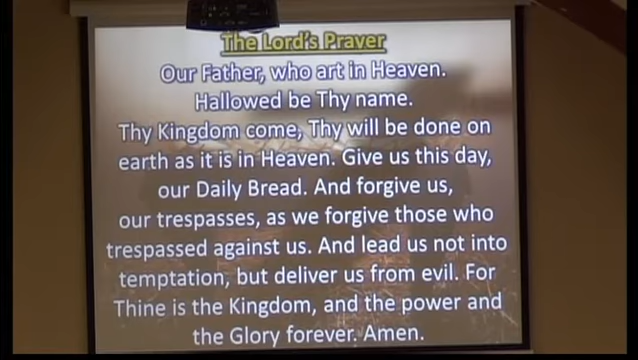 The Lord's Prayer
Our Father, who art in Heaven.
Hallowed be Thy name.
Thy Kingdom come, Thy will be done on
earth as it is in Heaven. Give us this day,
our Daily Bread. And forgive us,
our trespasses, as we forgive those who
trespassed against us. And lead us not into
temptation, but deliver us from evil. For
Thine is the Kingdom, and the power and
the Glory forever. Amen.